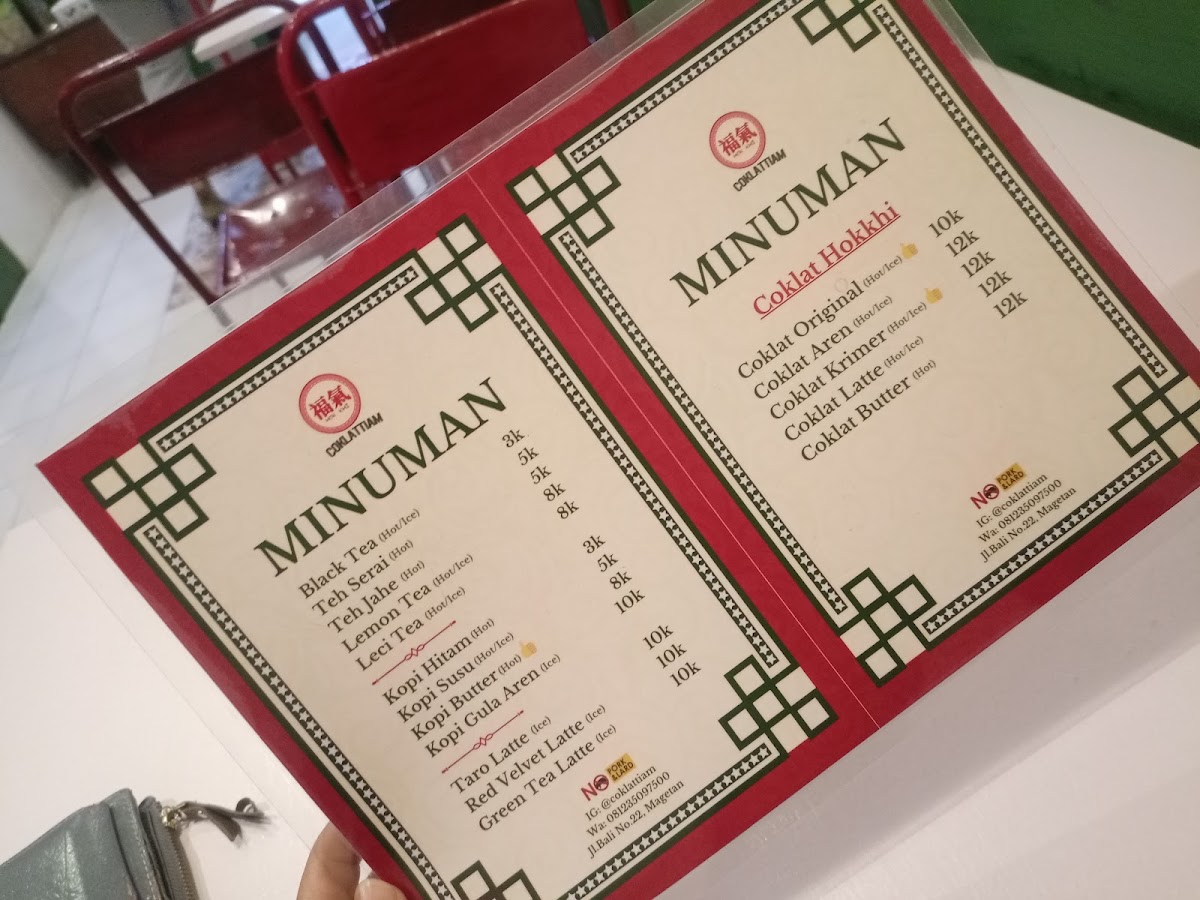 福氣
COKLATTIAM
MINUMAN
Black Tea (Hot/Ice) 3k
Teh Serai (Hot) 5k
Teh Jahe (Hot) 5k
Lemon Tea (Hot/Ice) 8k
Leci Tea (Hot/Ice) 8k
Kopi Hitam (Hot) 3k
Kopi Susu (Hot/Ice) 5k
Kopi Butter (Hot) 8k
Kopi Gula Aren (Ice) 10k
Taro Latte (Ice) 10k
Red Velvet Latte (Ice) 10k
Green Tea Latte (Ice) 10k
NO PORK &LARD
IG: @coklattiam
Wa: 081235097500
Jl.Bali No.22, Magetan
福氣
COKLATTIAM
MINUMAN
Coklat Hokkhi
Coklat Original (Hot/Ice) 10k
Coklat Aren (Hot/Ice) 12k
Coklat Krimer (Hot/Ice) 12k
Coklat Latte (Hot/Ice) 12k
Coklat Butter (Hot) 12k
NO PORK &LARD
IG: @coklattiam
Wa: 081235097500
Jl.Bali No.22, Magetan